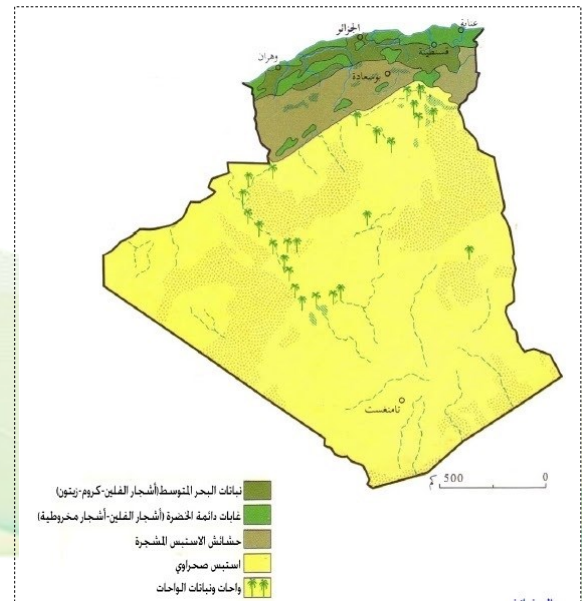 عنابة
الجزائر
قسنطينة
وهران
بوسعادة
تامنغست
0 500 كم
نباتات البحر المتوسط(أشجار الفلين-كروم-زيتون)
غابات دائمة الخضرة (أشجار الفلين-أشجار مخروطية)
حشائش الاستبس المشجرة
استبس صحراوي
واحات ونباتات الواحات